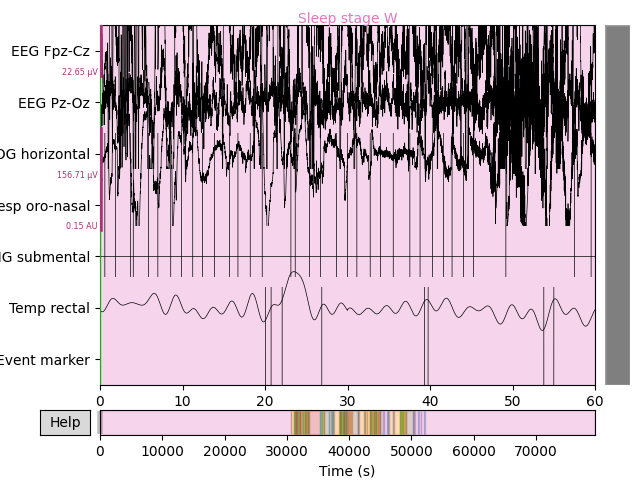 Sleep stage W
EEG Fpz-Cz
22.65 µV
EEG Pz-Oz
OG horizontal
156.71 µV
esp oro-nasal
0.15 AU
IG submental
Temp rectal
Event marker
0 10 20 30 40 50 60
Help
0 10000 20000 30000 40000 50000 60000 70000
Time (s)